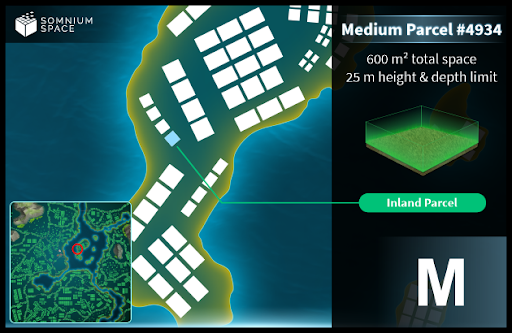 SOMNIUM
SPACE
Medium Parcel #4934
600 m² total space
25 m height & depth limit
Inland Parcel
M